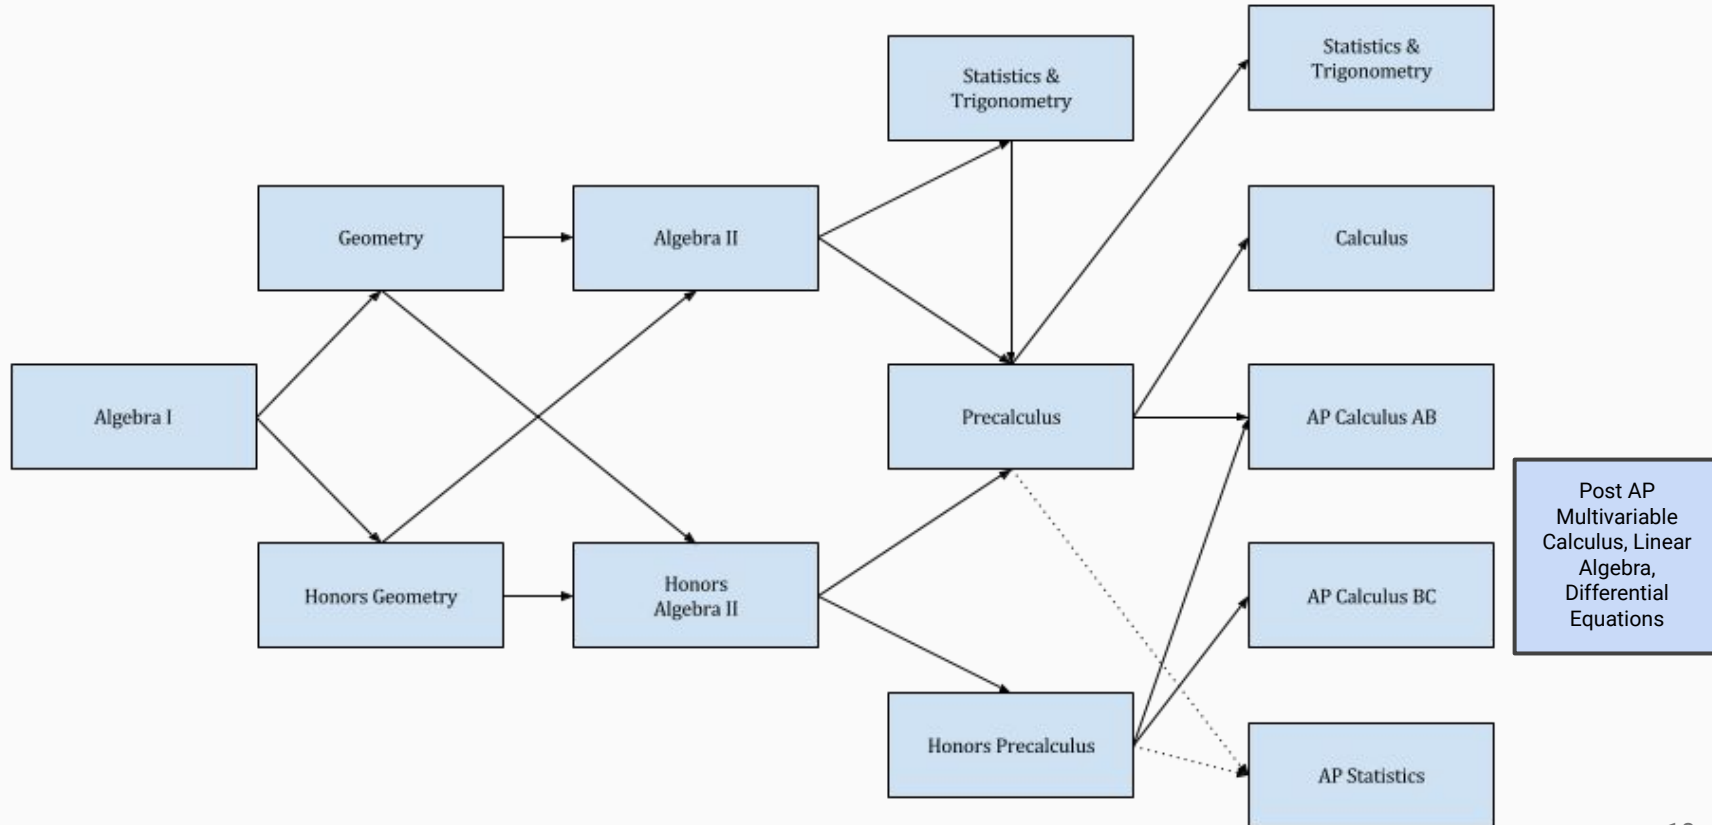 Statistics &
Trigonometry
Statistics &
Trigonometry
Geometry
Algebra II
Calculus
Algebra I
Precalculus
AP Calculus AB
Post AP
Multivariable
Calculus, Linear
Algebra,
Differential
Equations
Honors Geometry
Honors
Algebra II
AP Calculus BC
Honors Precalculus
AP Statistics